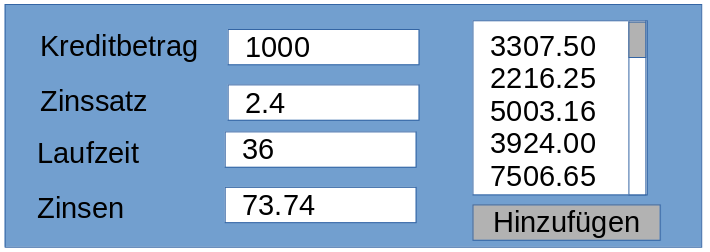 Kreditbetrag 1000
Zinssatz 2.4
Laufzeit 36
Zinsen 73.74
3307.50
2216.25
5003.16
3924.00
7506.65
Hinzufügen